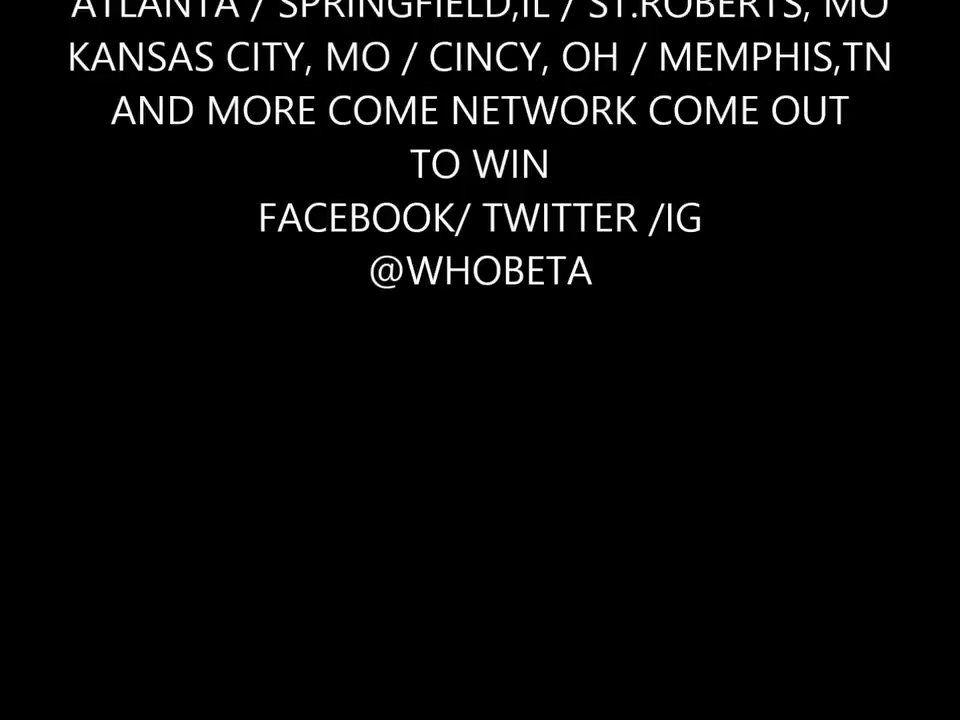 ATLANTA / SPRINGFIELD,IL / ST.ROBERTS, MO
KANSAS CITY, MO / CINCY, OH / MEMPHIS,TN
AND MORE COME NETWORK COME OUT
TO WIN
FACEBOOK/ TWITTER /IG
@WHOBETA